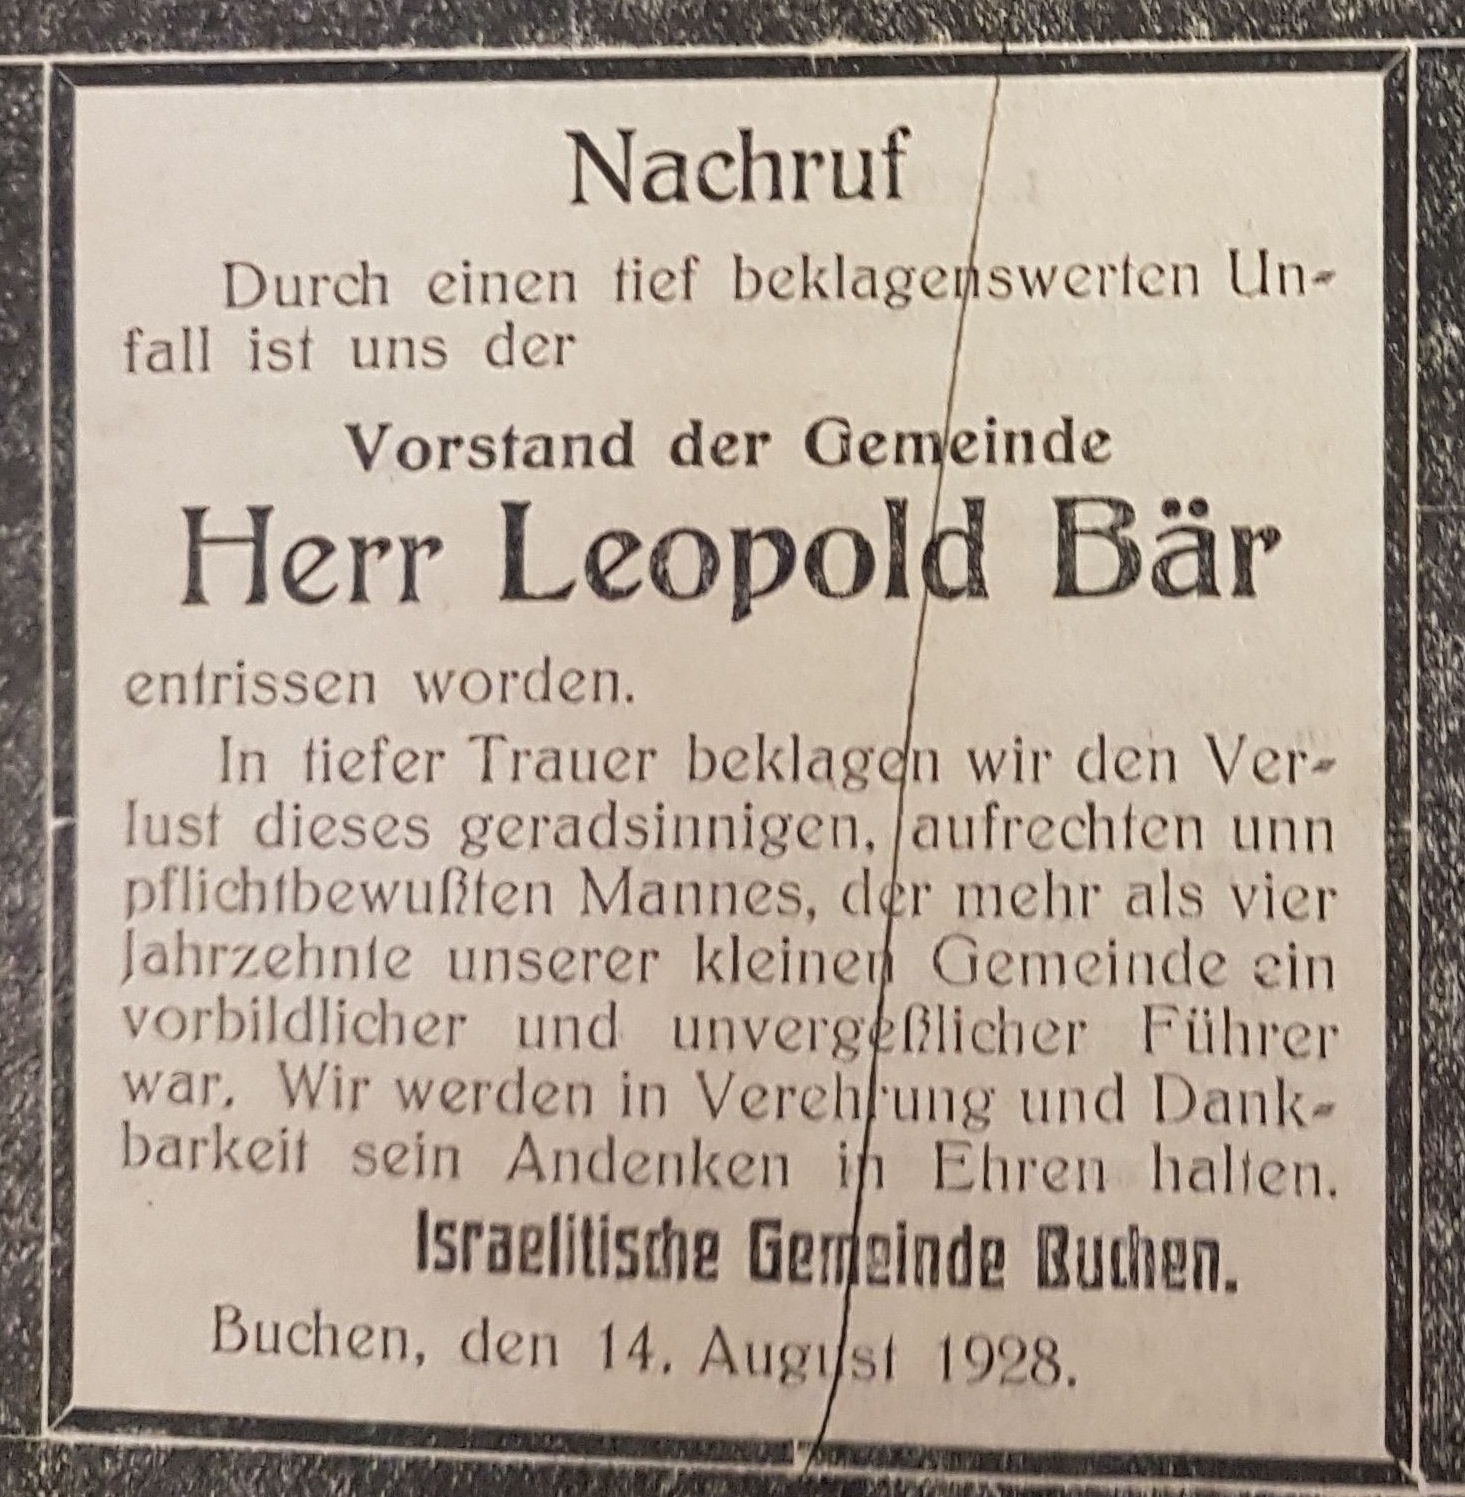 Nachruf
Durch einen tief beklagenswerten Un-
fall ist uns der
Vorstand der Gemeinde
Herr Leopold Bär
entrissen worden.
In tiefer Trauer beklagen wir den Ver-
lust dieses geradsinnigen, aufrechten unn
pflichtbewußten Mannes, der mehr als vier
Jahrzehnte unserer kleinen Gemeinde ein
vorbildlicher und unvergeßlicher Führer
war. Wir werden in Verehrung und Dank-
barkeit sein Andenken in Ehren halten.
Israelitische Gemeinde Buchen.
Buchen, den 14. August 1928.